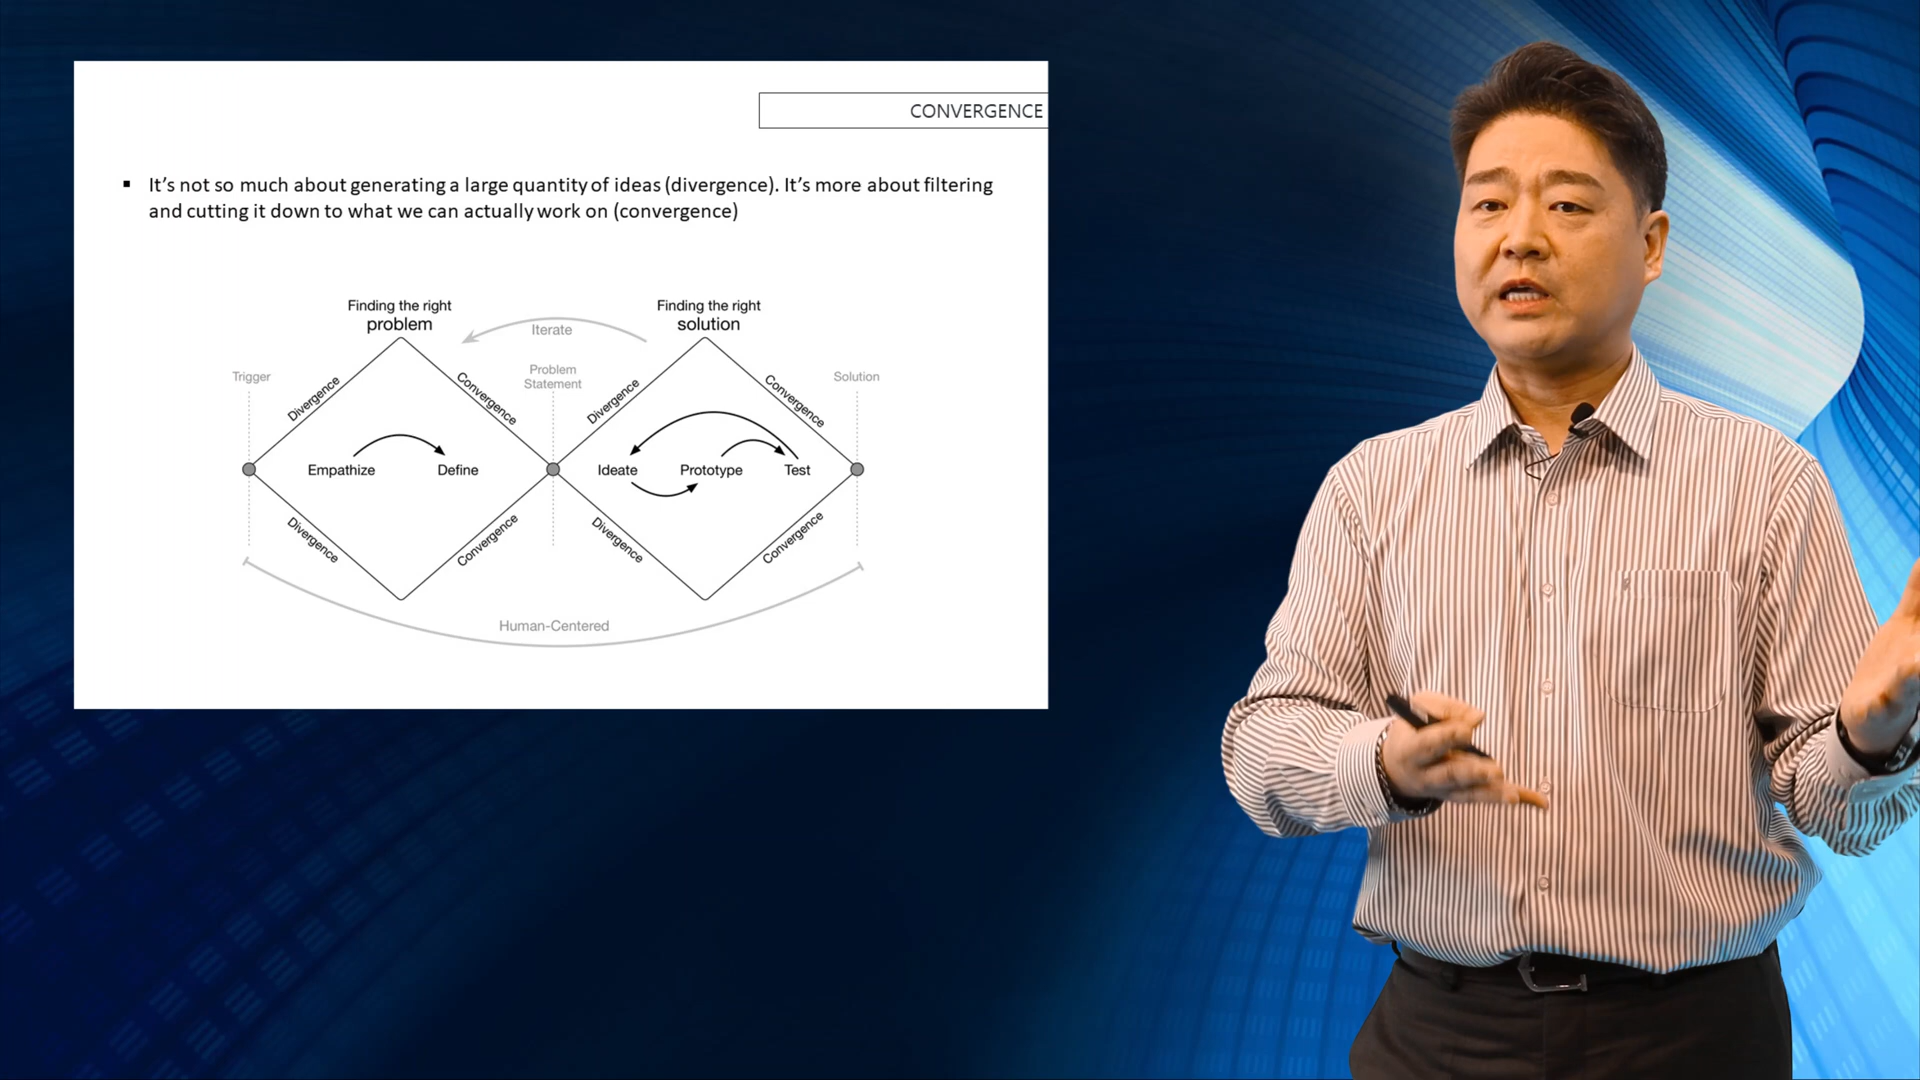 CONVERGENCE
▪ It’s not so much about generating a large quantity of ideas (divergence). It’s more about filtering
and cutting it down to what we can actually work on (convergence)
Finding the right
problem
Finding the right
solution
Iterate
Trigger
Problem
Statement
Solution
Divergence
Convergence
Divergence
Convergence
Empathize
Define
Ideate
Prototype
Test
Divergence
Convergence
Divergence
Convergence
Human-Centered